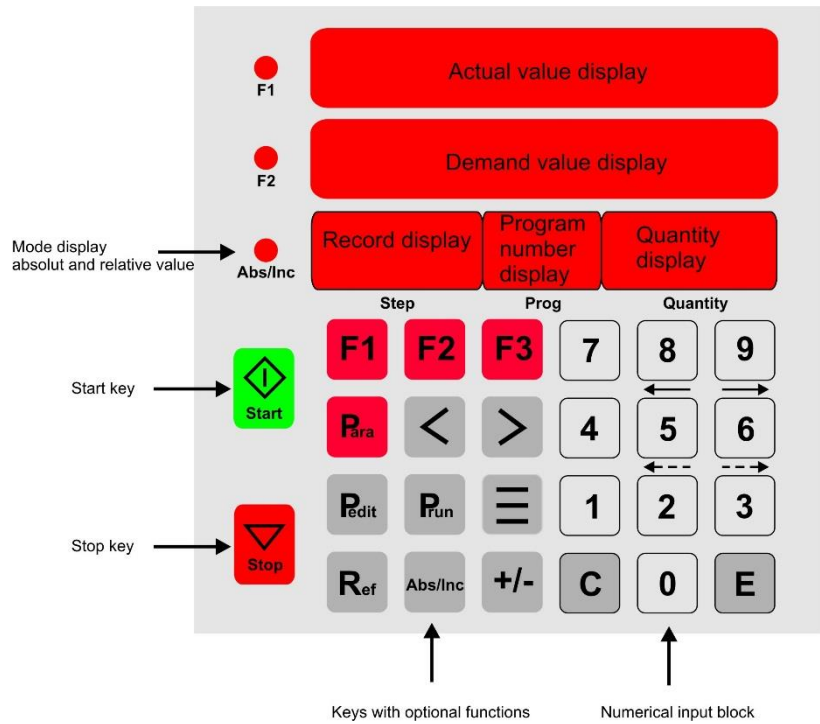 Actual value display
F1
Demand value display
F2
Mode display
absolut and relative value
Abs/Inc
Record display
Program
number
display
Quantity
display
Step Prog Quantity
F1 F2 F3 7 8 9
Start key
Start
Para < > 4 5 6
Pedit Prun 1 2 3
Stop key
Stop
Ref Abs/Inc +/- C 0 E
Keys with optional functions
Numerical input block